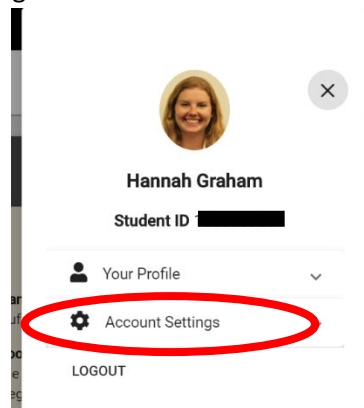 Hannah Graham
Student ID
Your Profile
Account Settings
LOGOUT